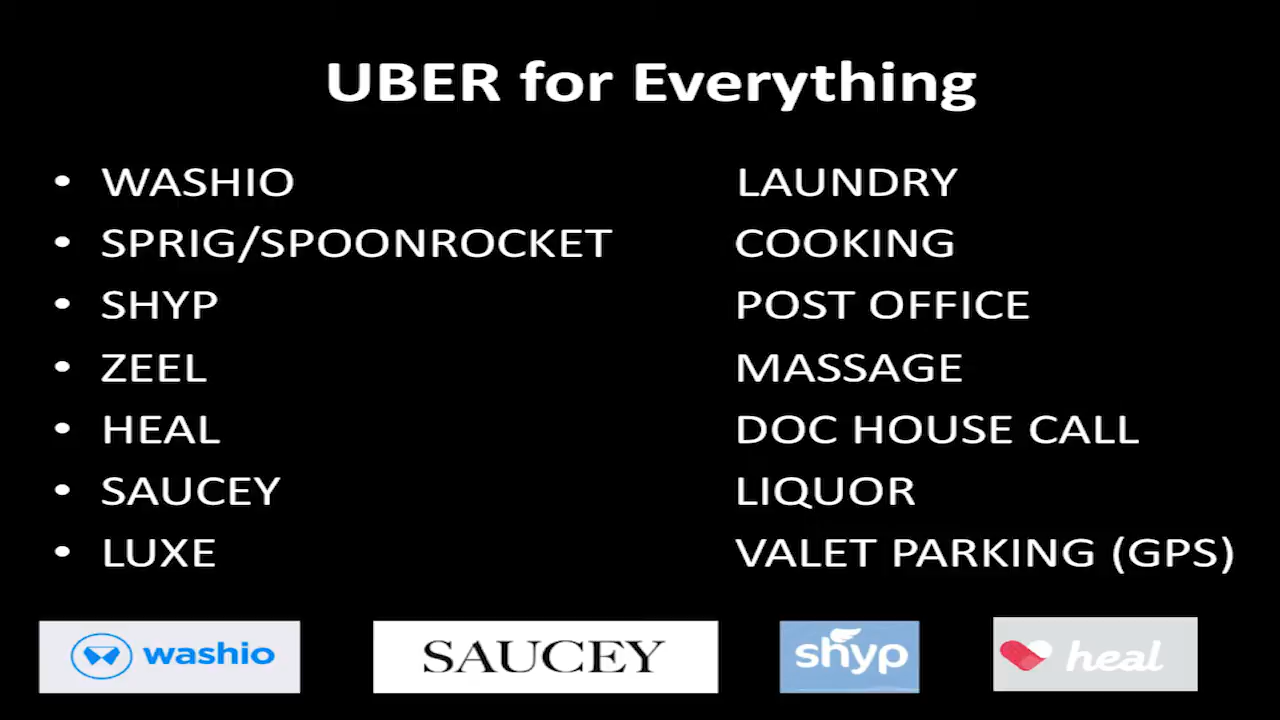 UBER for Everything
• WASHIO LAUNDRY
• SPRIG/SPOONROCKET COOKING
• SHYP POST OFFICE
• ZEEL MASSAGE
• HEAL DOC HOUSE CALL
• SAUCEY LIQUOR
• LUXE VALET PARKING (GPS)
washio SAUCEY shyp heal